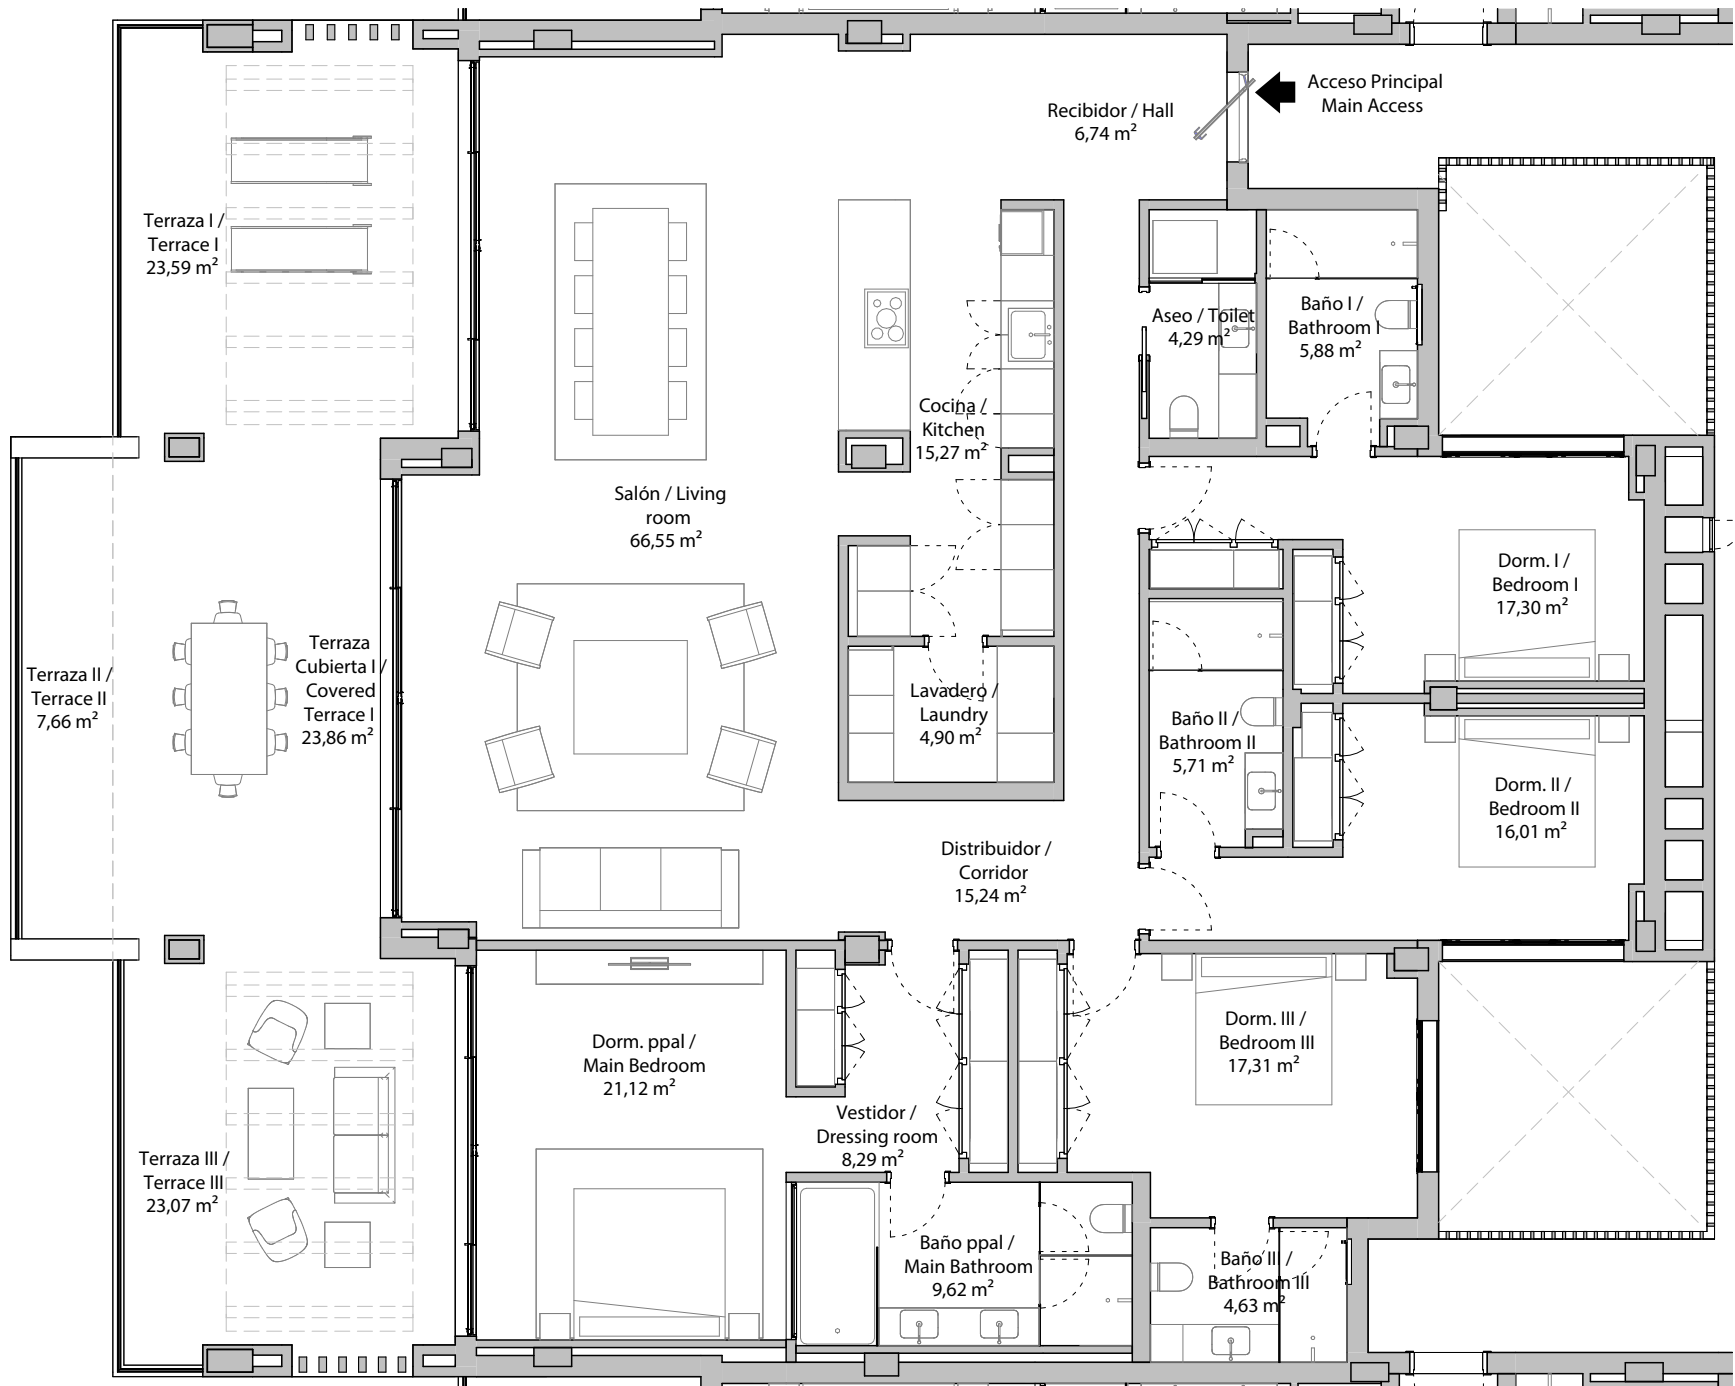 Acceso Principal
Main Access
Recibidor / Hall
6,74 m²
Terraza I /
Terrace I
23,59 m²
Aseo / Toilet
4,29 m²
Baño I /
Bathroom I
5,88 m²
Cocina /
Kitchen
15,27 m²
Salón / Living
room
66,55 m²
Dorm. I /
Bedroom I
17,30 m²
Terraza II /
Terrace II
7,66 m²
Terraza
Cubierta I /
Covered
Terrace I
23,86 m²
Lavadero /
Laundry
4,90 m²
Baño II /
Bathroom II
5,71 m²
Dorm. II /
Bedroom II
16,01 m²
Distribuidor /
Corridor
15,24 m²
Dorm. ppal /
Main Bedroom
21,12 m²
Dorm. III /
Bedroom III
17,31 m²
Vestidor /
Dressing room
8,29 m²
Terraza III /
Terrace III
23,07 m²
Baño ppal /
Main Bathroom
9,62 m²
Baño III /
Bathroom III
4,63 m²